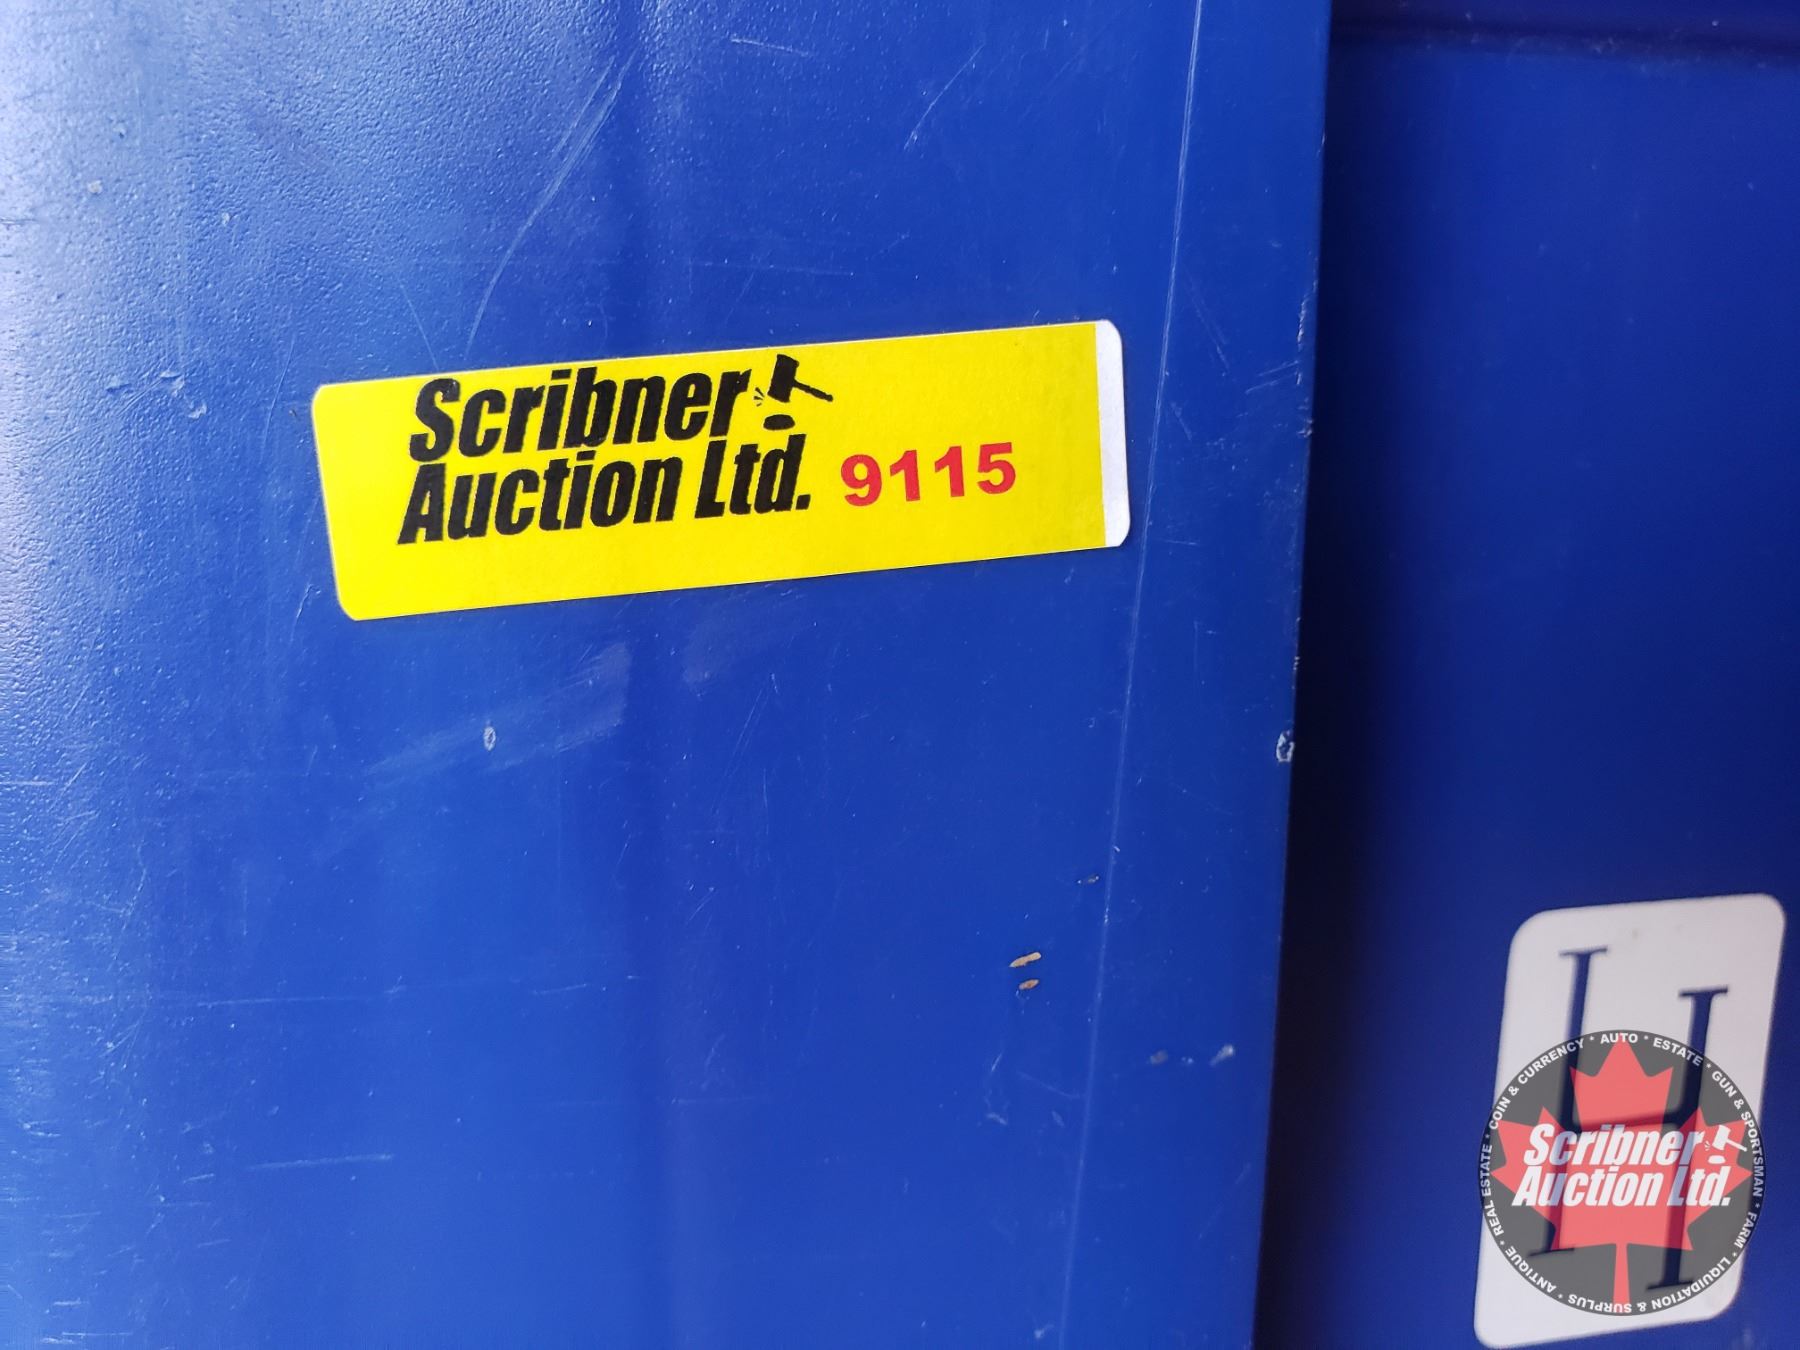 Scribner
Auction Ltd. 9115
H
COIN & CURRENCY * AUTO * ESTATE * GUN & SPORTSMAN * FARM * LIQUIDATION & SURPLUS * ANTIQUE * REAL ESTATE *
Scribner
Auction Ltd.